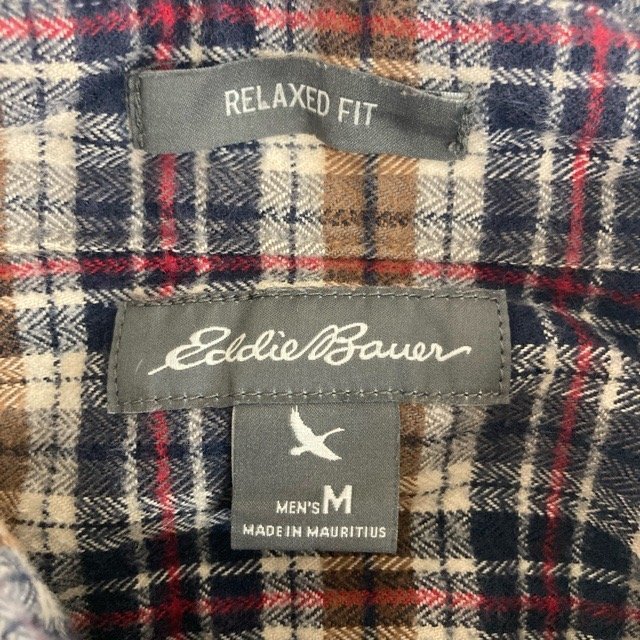 RELAXED FIT
Eddie Bauer
MEN'S M
MADE IN MAURITIUS